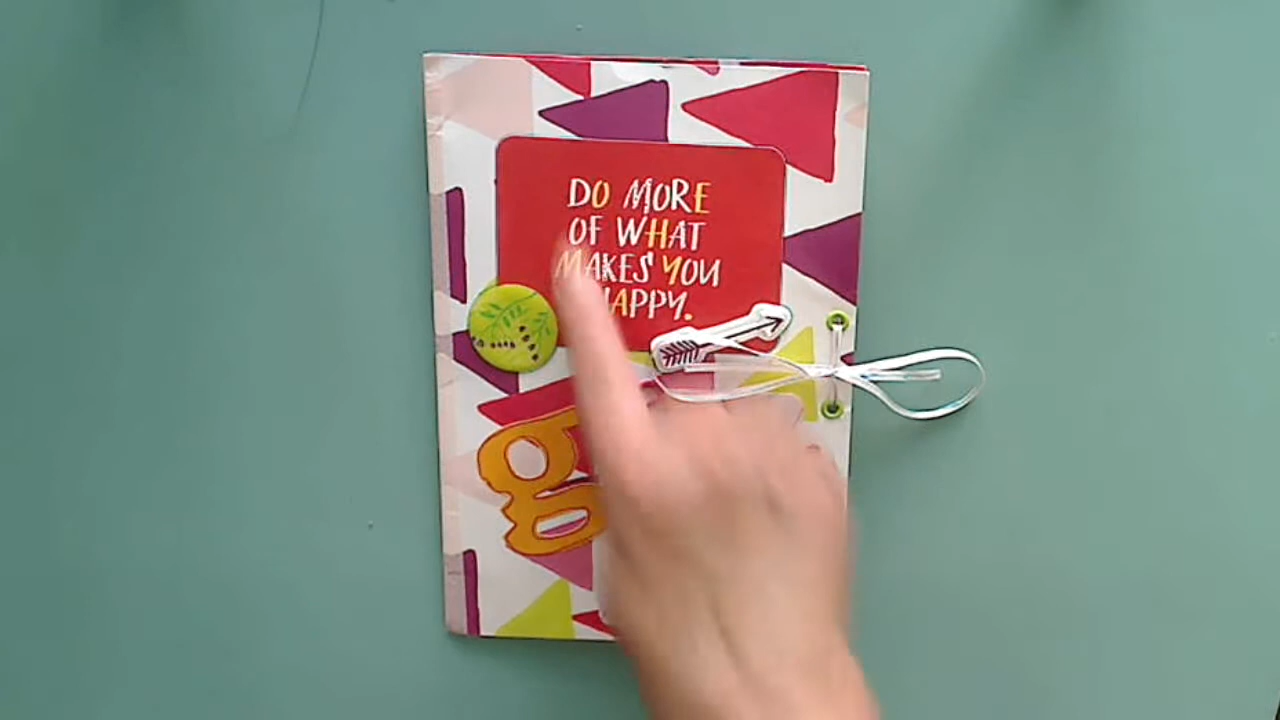 DO MORE
OF WHAT
MAKES YOU
HAPPY.
g